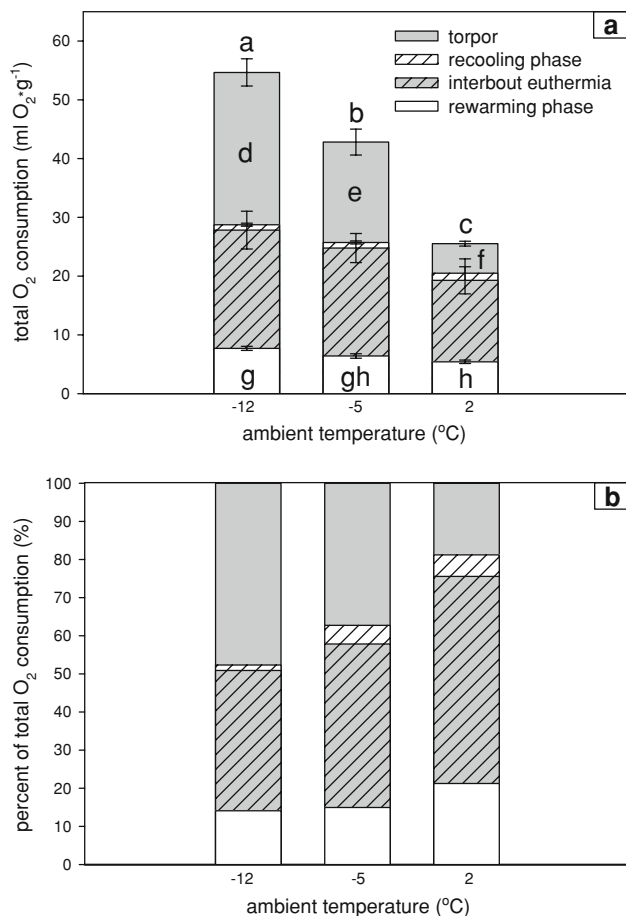 a
torpor
recooling phase
interbout euthermia
rewarming phase
60
50
40
30
20
10
0
total O2 consumption (ml O2*g-1)
a
b
c
d
e
f
g
gh
h
-12
-5
2
ambient temperature (oC)
b
100
90
80
70
60
50
40
30
20
10
0
percent of total O2 consumption (%)
-12
-5
2
ambient temperature (oC)